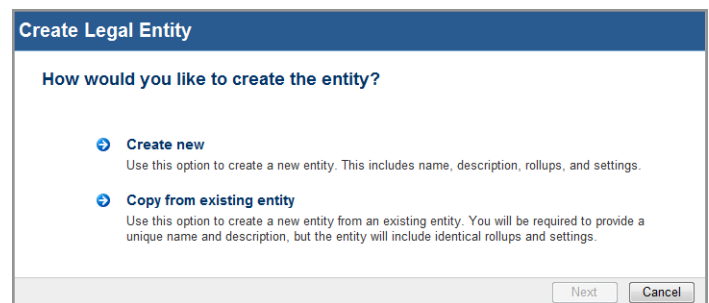 Create Legal Entity
How would you like to create the entity?
Create new
Use this option to create a new entity. This includes name, description, rollups, and settings.
Copy from existing entity
Use this option to create a new entity from an existing entity. You will be required to provide a
unique name and description, but the entity will include identical rollups and settings.
Next Cancel